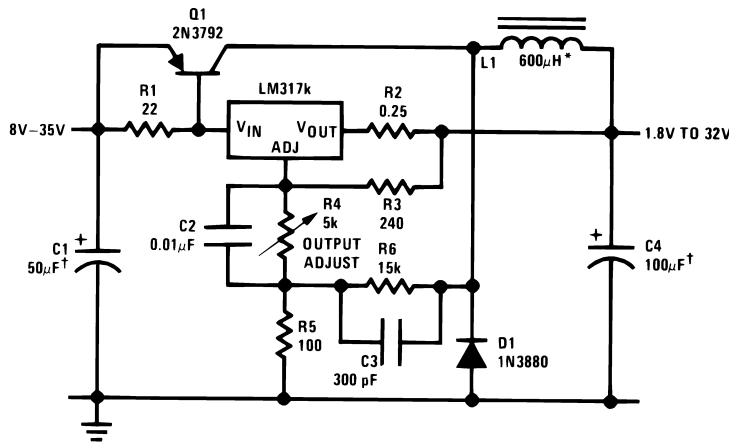 Q1
2N3792
L1
600μH*
R1
22
LM317k
R2
0.25
8V–35V
VIN
VOUT
ADJ
1.8V TO 32V
R3
240
R4
5k
OUTPUT
ADJUST
C2
0.01μF
R6
15k
C1
50μF†
+
C4
100μF†
+
R5
100
C3
300 pF
D1
1N3880